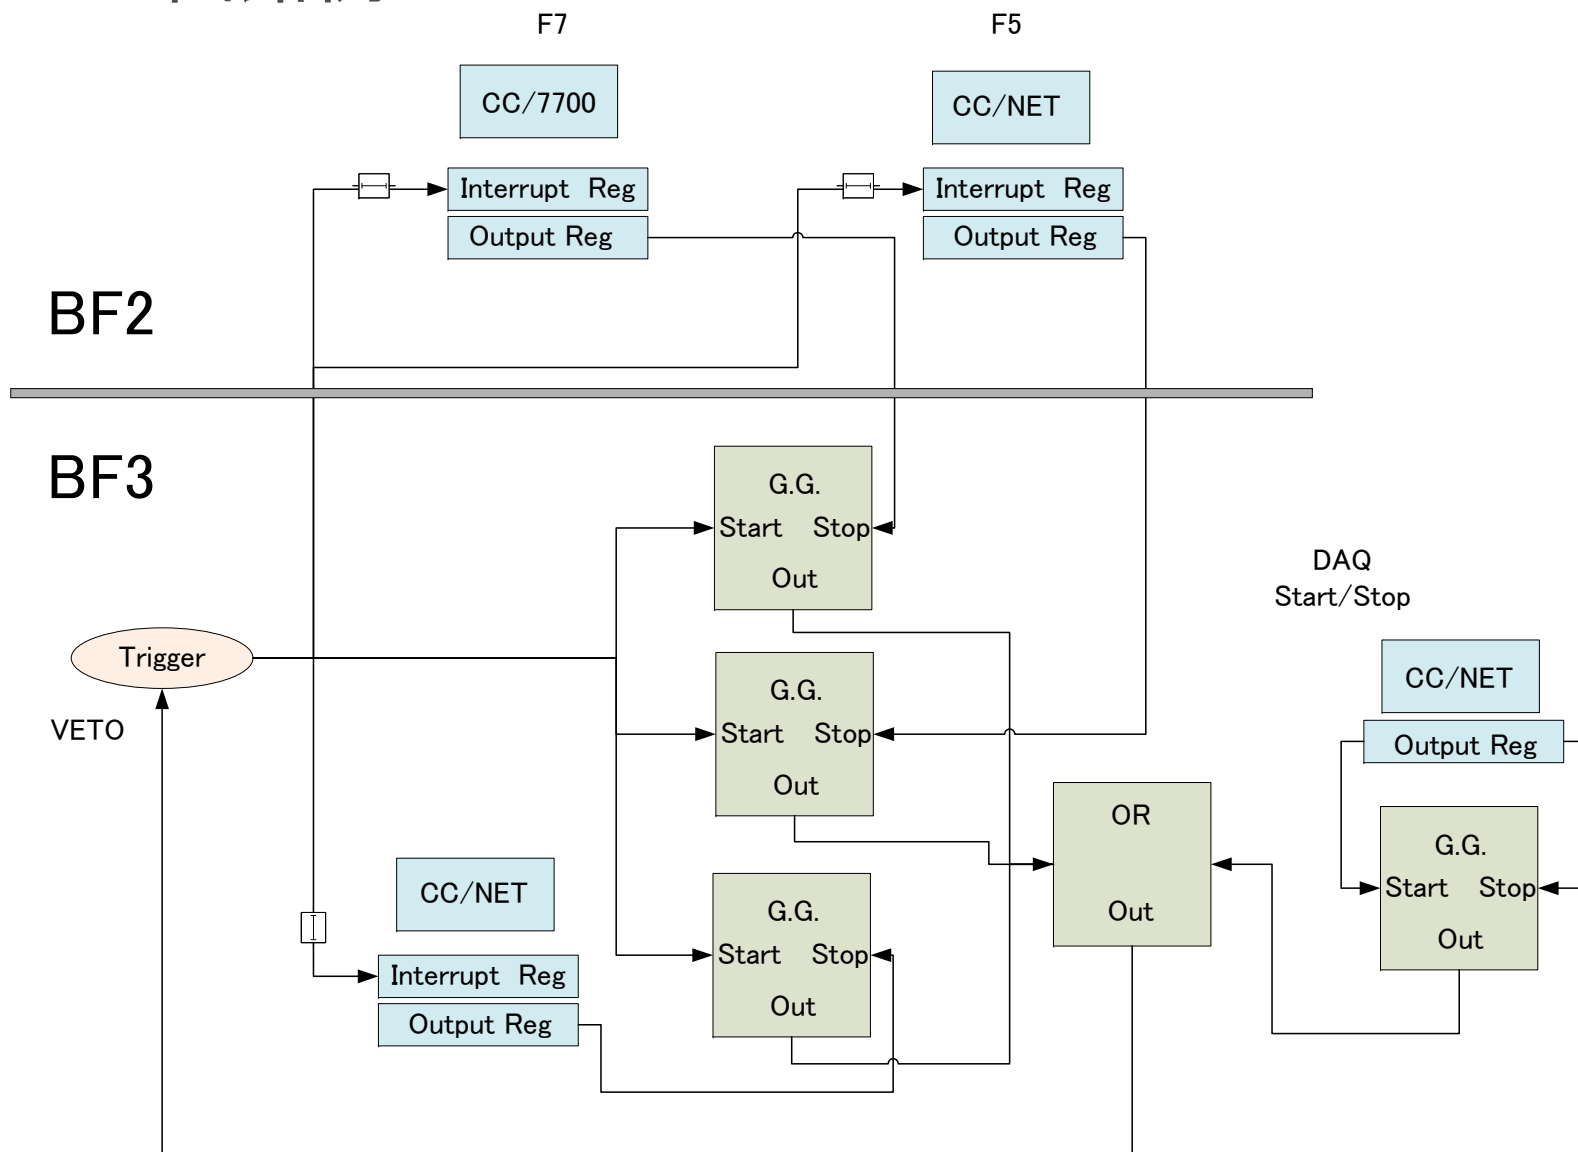 F7
F5
CC/7700
CC/NET
Interrupt Reg
Interrupt Reg
Output Reg
Output Reg
BF2
BF3
G.G.
Start Stop
Out
DAQ
Start/Stop
Trigger
VETO
G.G.
Start Stop
Out
CC/NET
Output Reg
OR
Out
G.G.
Start Stop
Out
CC/NET
Interrupt Reg
Output Reg
G.G.
Start Stop
Out